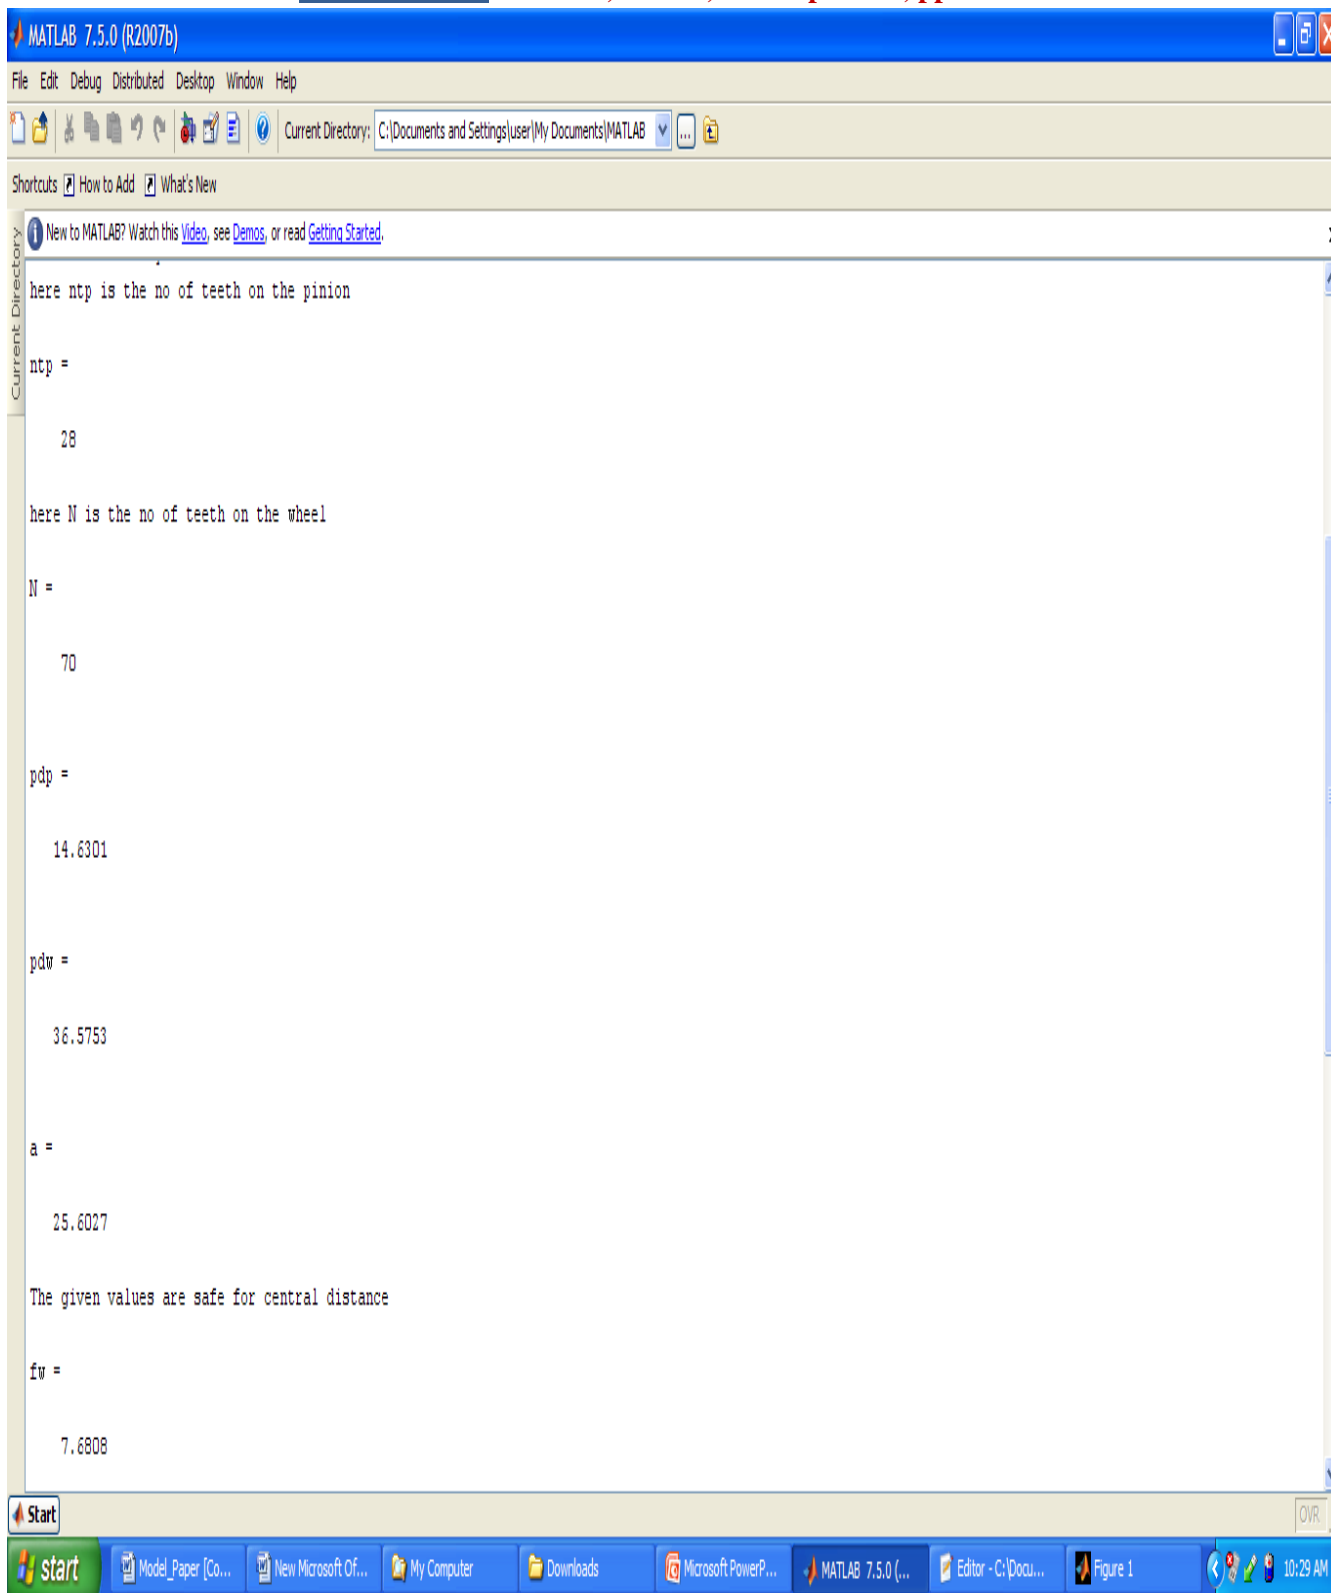 MATLAB 7.5.0 (R2007b)
File Edit Debug Distributed Desktop Window Help
Current Directory: C:\Documents and Settings\user\My Documents\MATLAB
Shortcuts How to Add What's New
Current Directory
New to MATLAB? Watch this Video, see Demos, or read Getting Started.
here ntp is the no of teeth on the pinion
ntp =
28
here N is the no of teeth on the wheel
N =
70
pdp =
14.6301
pdw =
36.5753
a =
25.6027
The given values are safe for central distance
fw =
7.6808
Start
OVR
start Model_Paper [Co... New Microsoft Of... My Computer Downloads Microsoft PowerP... MATLAB 7.5.0 (... Editor - C:\Docu... Figure 1 10:29 AM